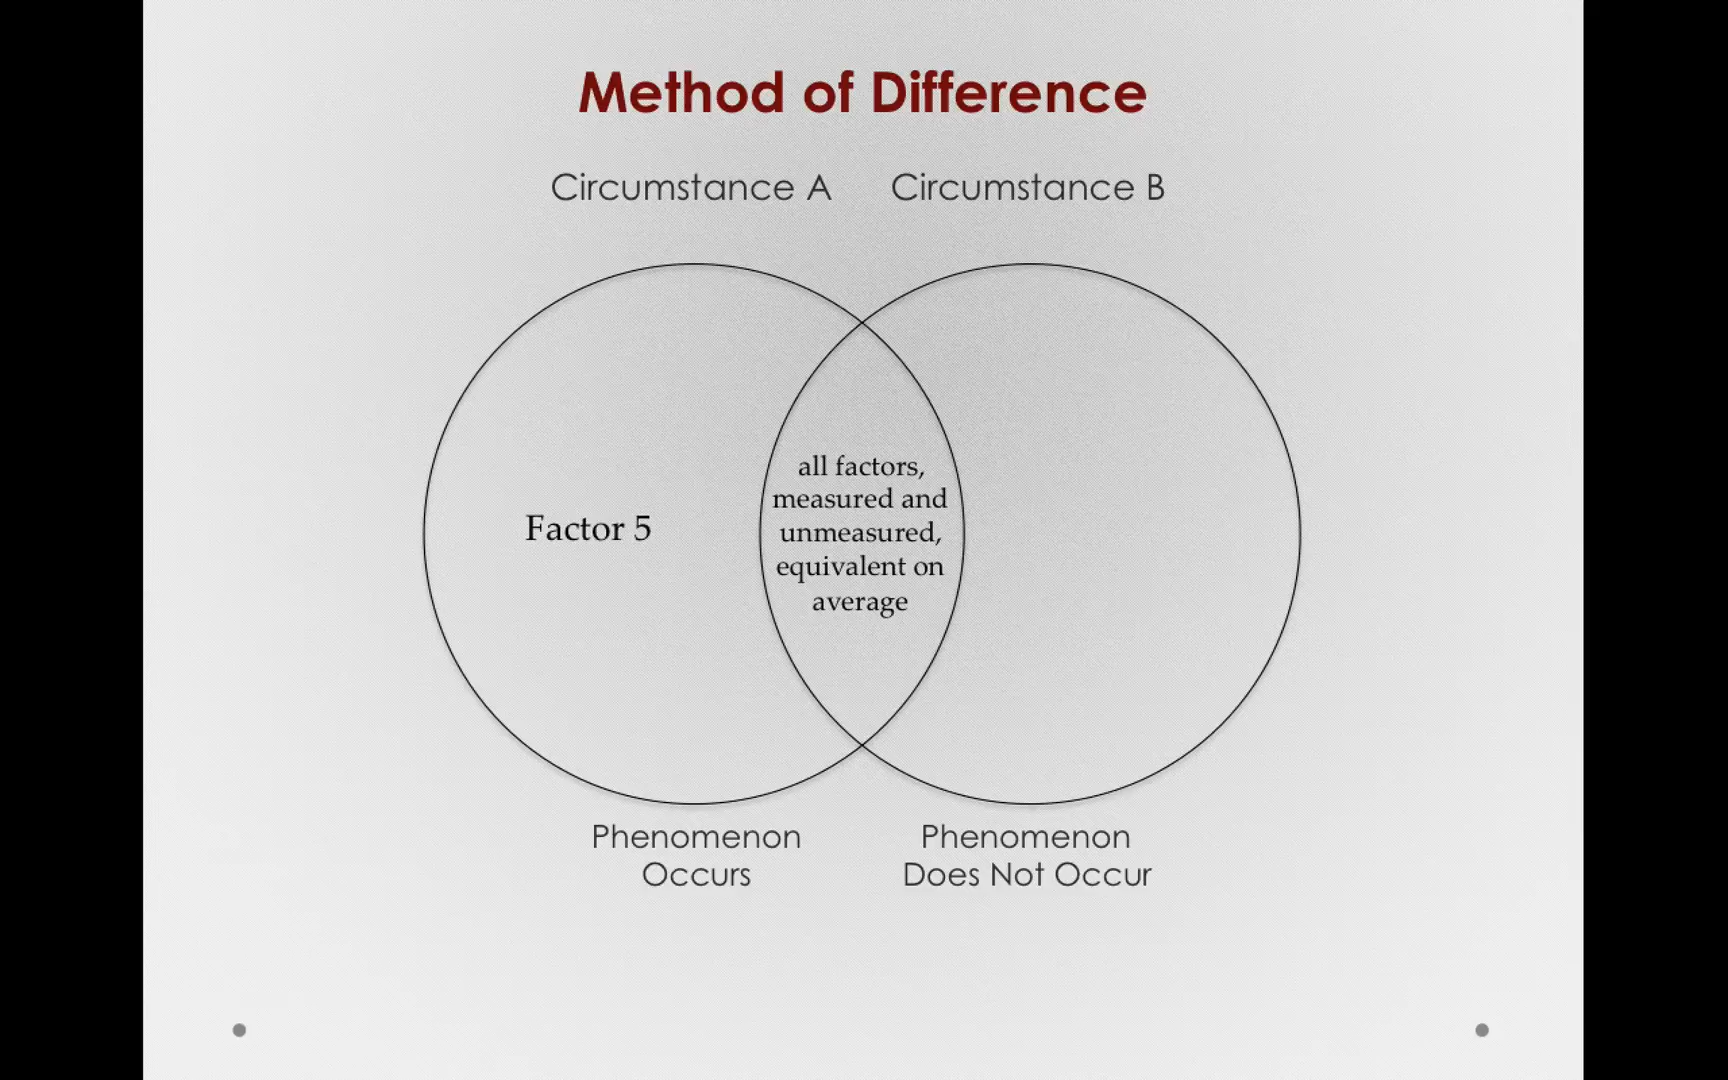 Method of Difference
Circumstance A
Circumstance B
Factor 5
all factors,
measured and
unmeasured,
equivalent on
average
Phenomenon
Occurs
Phenomenon
Does Not Occur